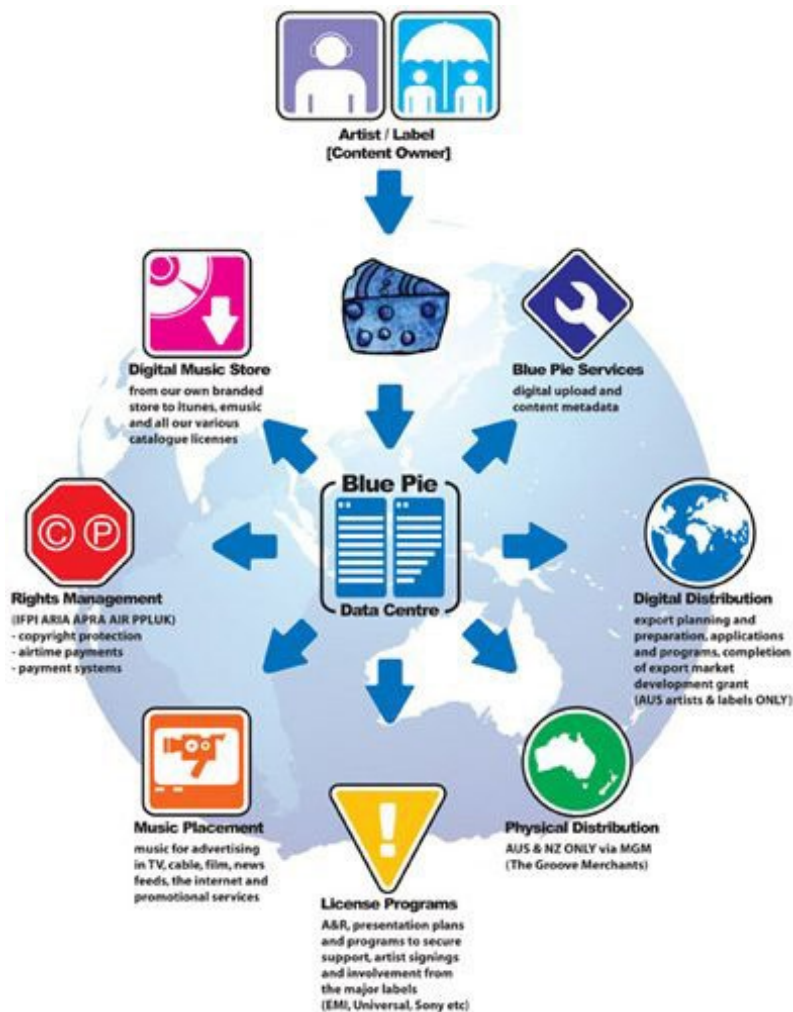 Artist / Label
[Content Owner]
Digital Music Store
from our own branded
store to itunes, emusic
and all our various
catalogue licenses
Blue Pie Services
digital upload and
content metadata
Blue Pie
Data Centre
C P
Rights Management
(IFPI ARIA APRA AIR PPLUK)
- copyright protection
- airtime payments
- payment systems
Digital Distribution
export planning and
preparation, applications
and programs, completion
of export market
development grant
(AUS artists & labels ONLY)
Music Placement
music for advertising
in TV, cable, film, news
feeds, the internet and
promotional services
!
License Programs
A&R, presentation plans
and programs to secure
support, artist signings
and involvement from
the major labels
(EMI, Universal, Sony etc)
Physical Distribution
AUS & NZ ONLY via MGM
(The Groove Merchants)